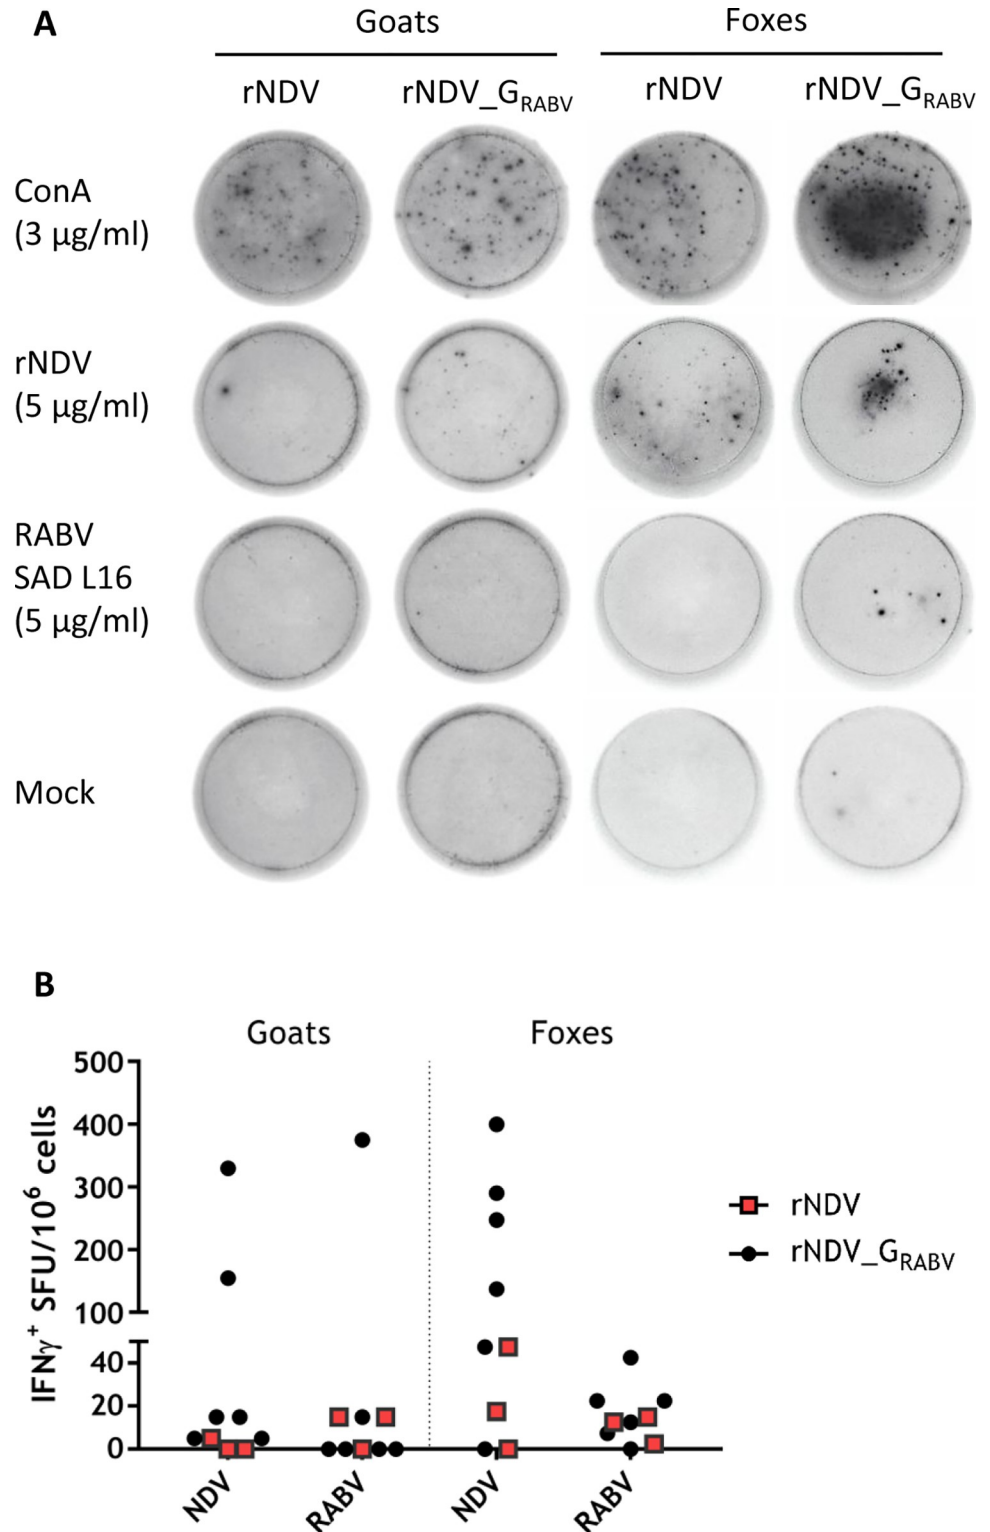 A
Goats Foxes
rNDV rNDV_GRABV rNDV rNDV_GRABV
ConA
(3 µg/ml)
rNDV
(5 µg/ml)
RABV
SAD L16
(5 µg/ml)
Mock
B
Goats Foxes
IFNγ+ SFU/10⁶ cells
500
400
300
200
100
40
20
0
NDV RABV NDV RABV
rNDV
rNDV_GRABV